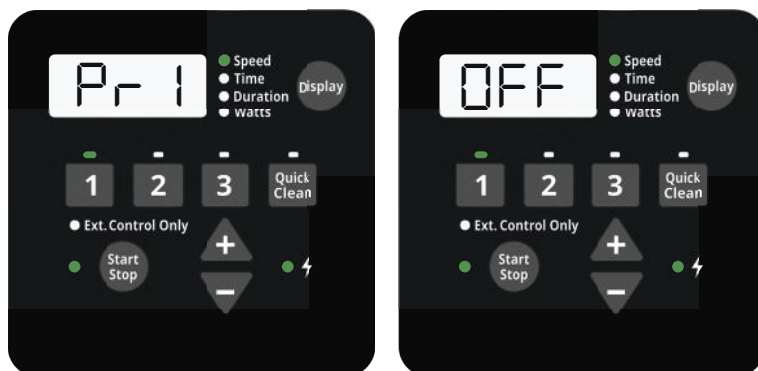 Pr 1
Speed
Time
Duration
Watts
Display
1 2 3 Quick Clean
Ext. Control Only
Start Stop
+
−
OFF
Speed
Time
Duration
Watts
Display
1 2 3 Quick Clean
Ext. Control Only
Start Stop
+
−